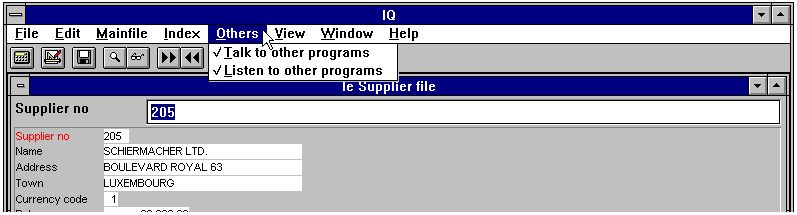 IQ
File Edit Mainfile Index Others View Window Help
✓ Talk to other programs
✓ Listen to other programs
le Supplier file
Supplier no 205
Supplier no 205
Name SCHIERMACHER LTD.
Address BOULEVARD ROYAL 63
Town LUXEMBOURG
Currency code 1